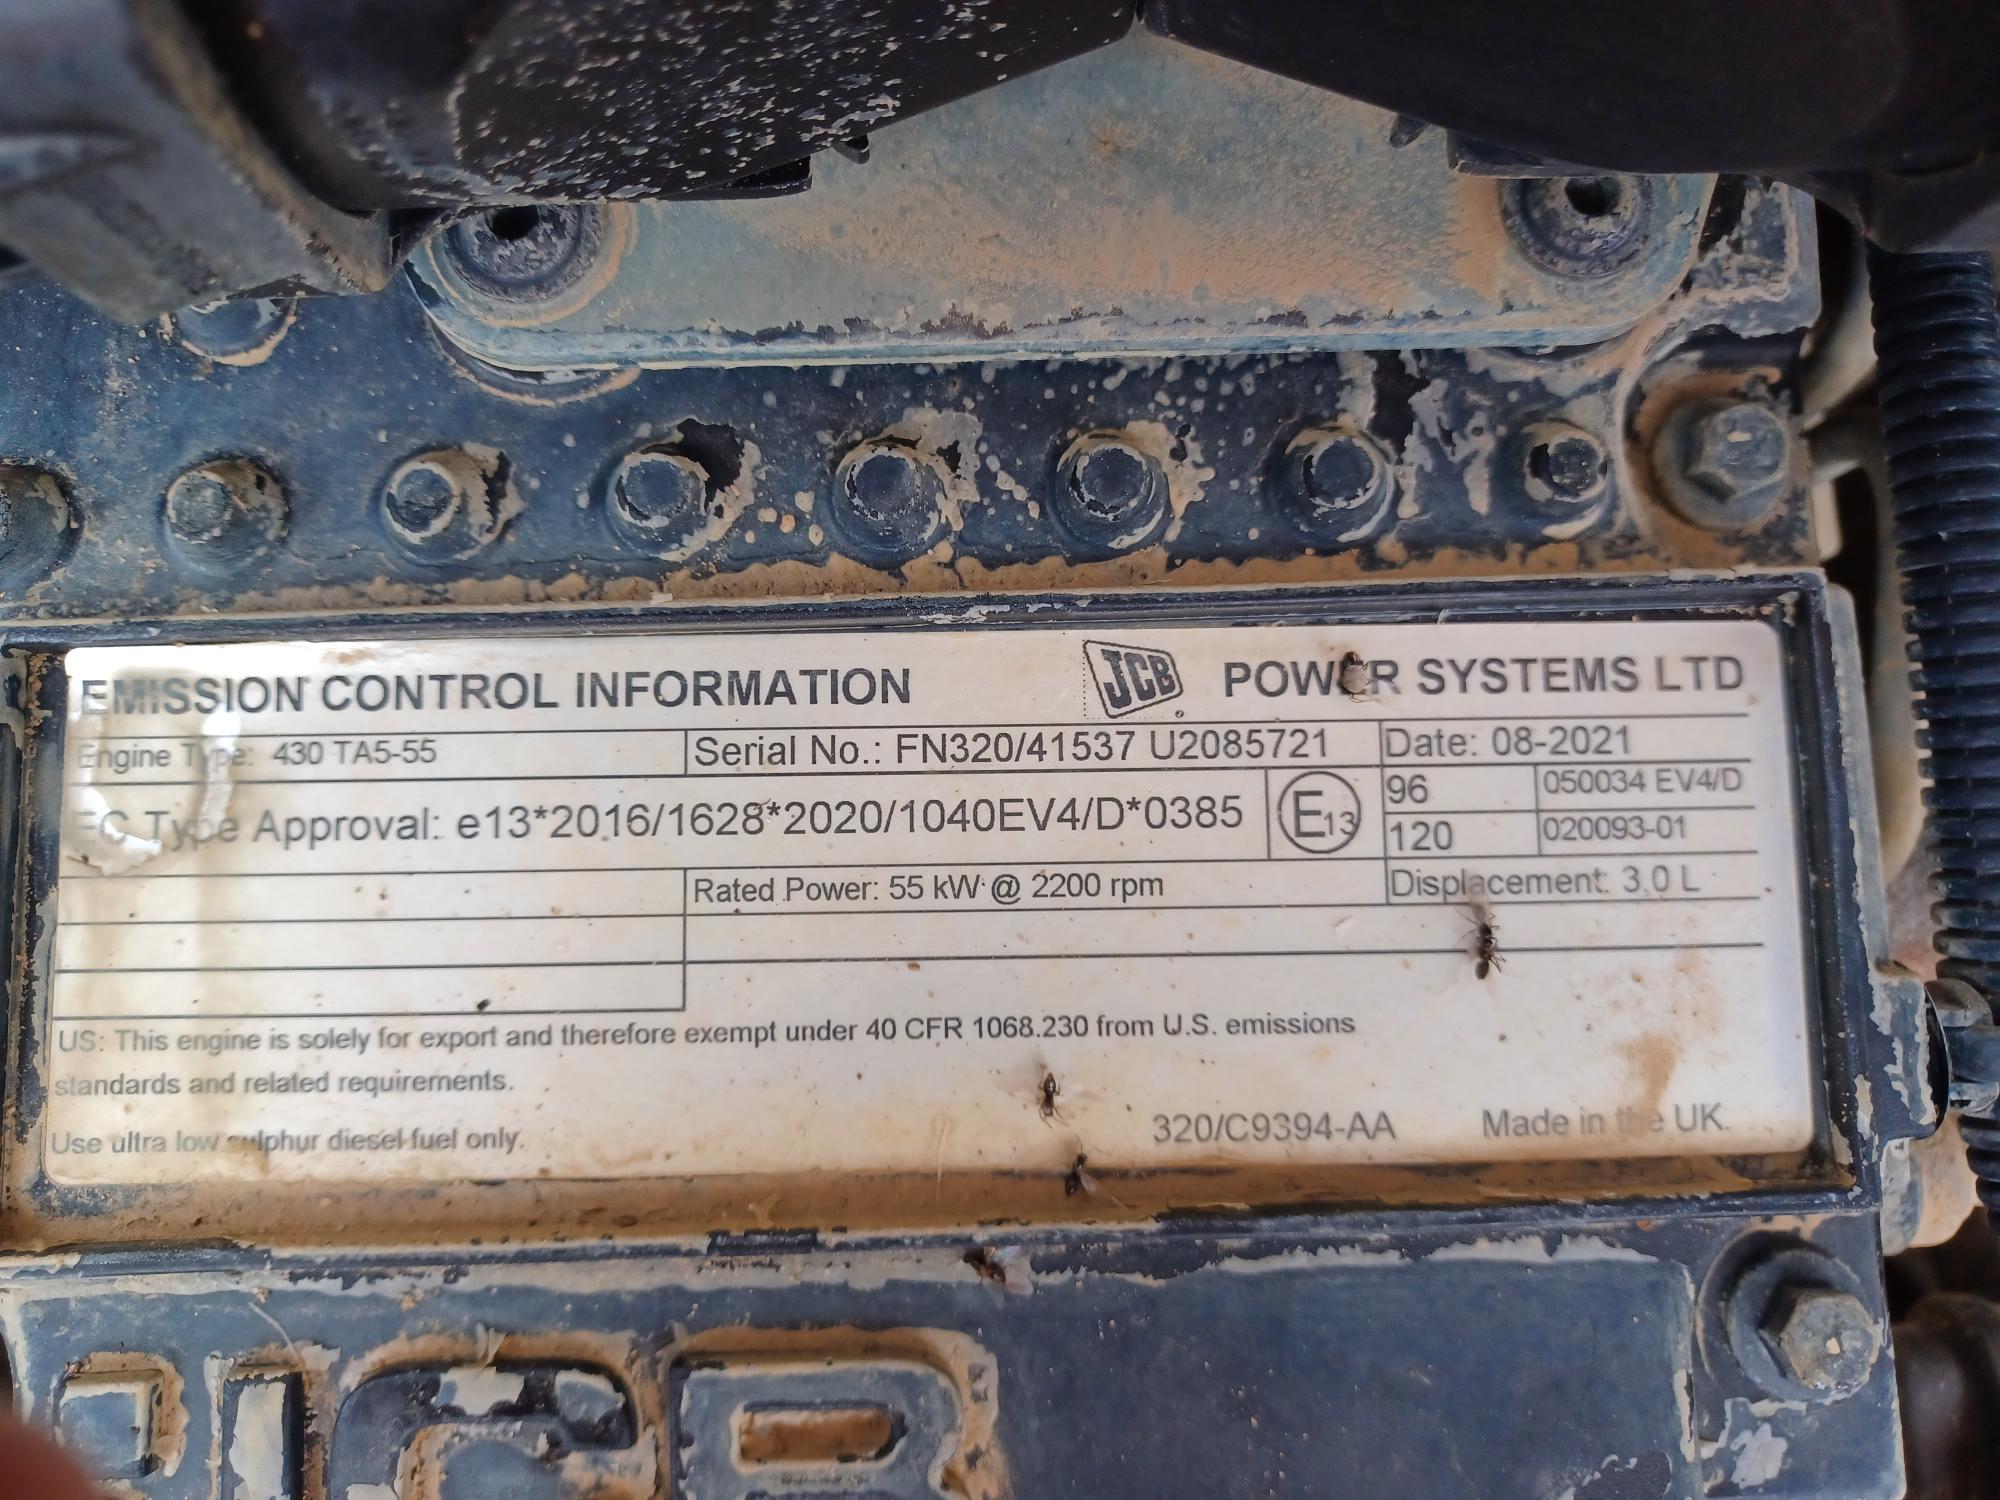 EMISSION CONTROL INFORMATION JCB POWER SYSTEMS LTD
Engine Type: 430 TA5-55 Serial No.: FN320/41537 U2085721 Date: 08-2021
EC Type Approval: e13*2016/1628*2020/1040EV4/D*0385 E13 96 050034 EV4/D
120 020093-01
Rated Power: 55 kW @ 2200 rpm Displacement: 3.0 L
US: This engine is solely for export and therefore exempt under 40 CFR 1068.230 from U.S. emissions
standards and related requirements.
Use ultra low sulphur diesel fuel only. 320/C9394-AA Made in the UK.
JCB